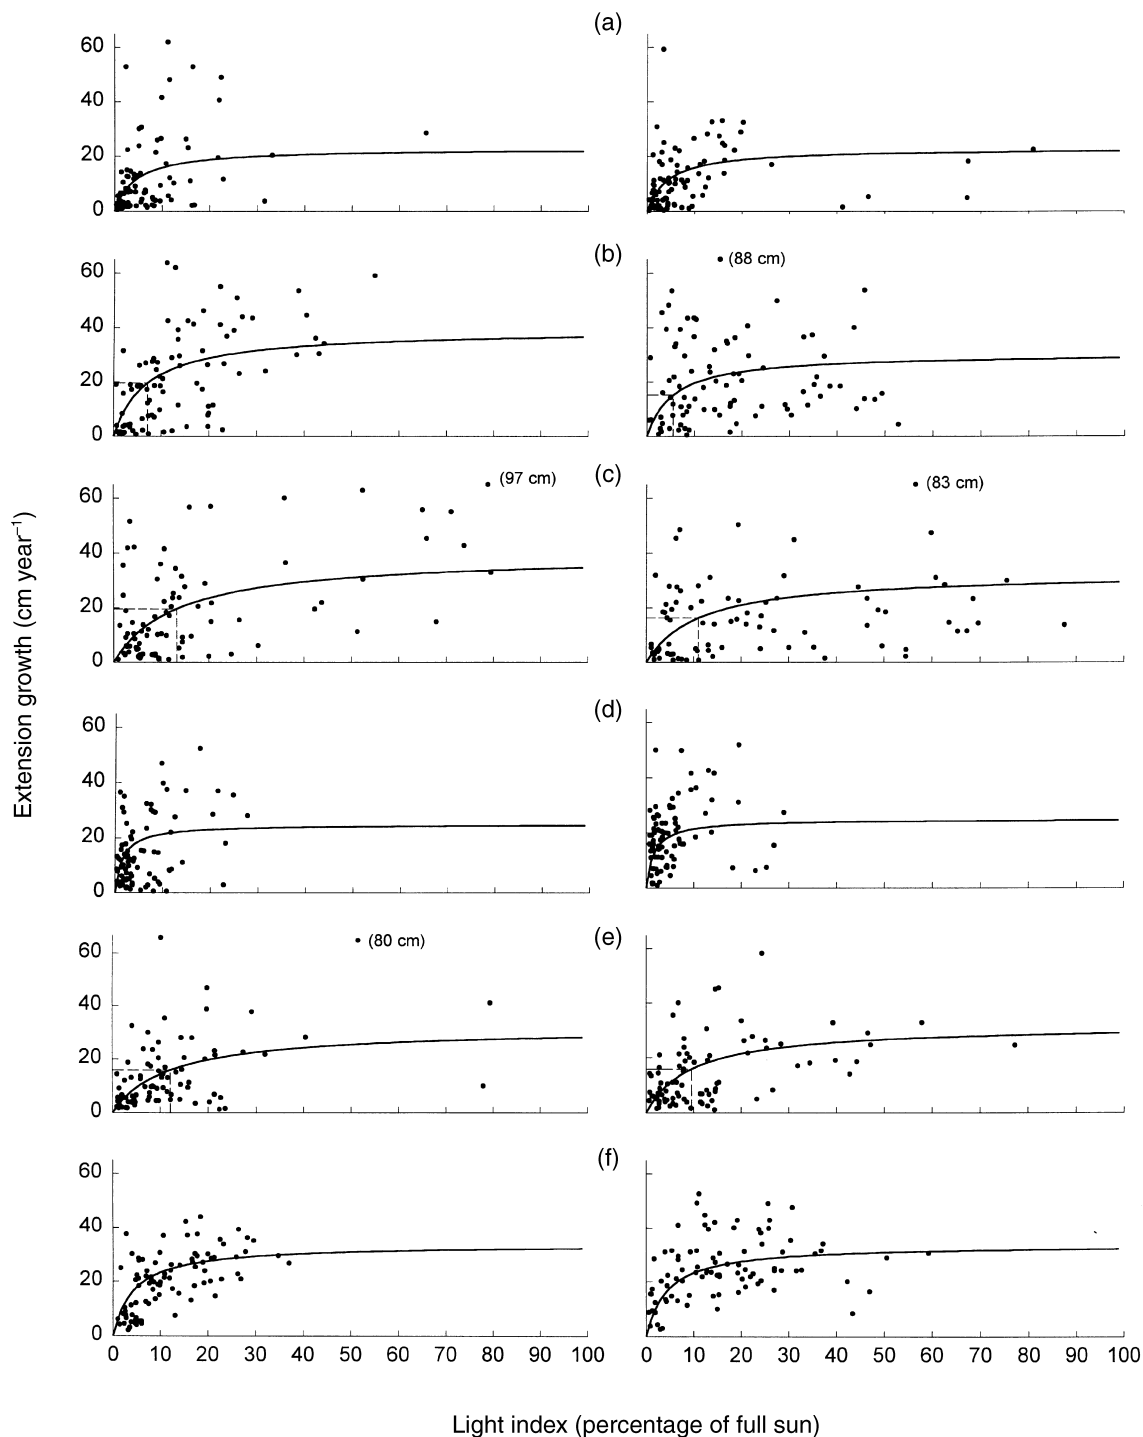 (a)
60
40
20
0
(b)
(88 cm)
60
40
20
0
(c)
(97 cm)
(83 cm)
60
40
20
0
Extension growth (cm year⁻¹)
(d)
60
40
20
0
(e)
(80 cm)
60
40
20
0
(f)
60
40
20
0
0 10 20 30 40 50 60 70 80 90 100
0 10 20 30 40 50 60 70 80 90 100
Light index (percentage of full sun)